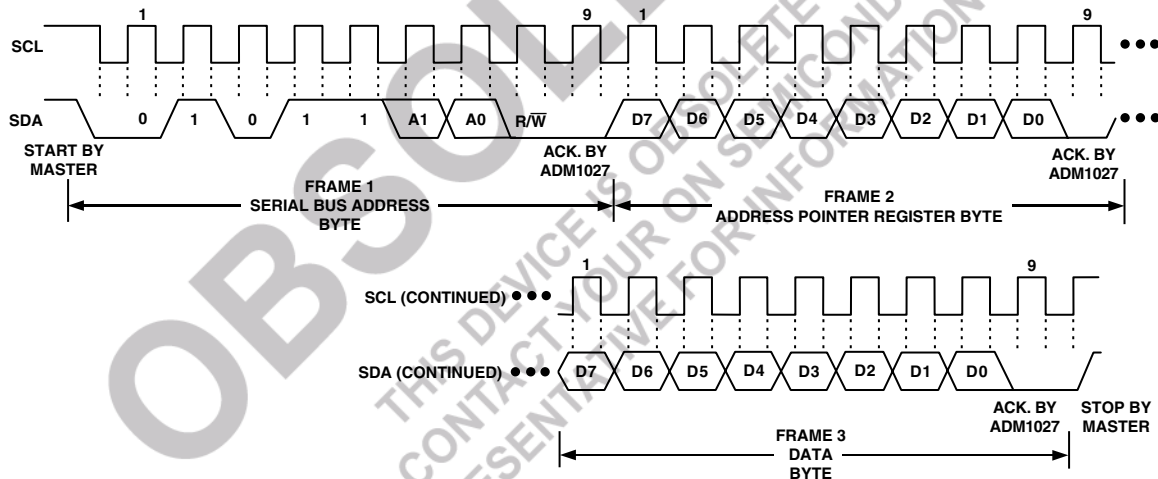 1 9 1 9
SCL
SDA 0 1 0 1 1 A1 A0 R/W̅ D7 D6 D5 D4 D3 D2 D1 D0
START BY
MASTER
ACK. BY
ADM1027
ACK. BY
ADM1027
FRAME 1
SERIAL BUS ADDRESS
BYTE
FRAME 2
ADDRESS POINTER REGISTER BYTE
1 9
SCL (CONTINUED)
SDA (CONTINUED) D7 D6 D5 D4 D3 D2 D1 D0
ACK. BY
ADM1027
STOP BY
MASTER
FRAME 3
DATA
BYTE
OBSOL
THIS DEVICE IS OBSOLETE
CONTACT YOUR ON SEMICOND
RESENTATIVE FOR INFORMATION